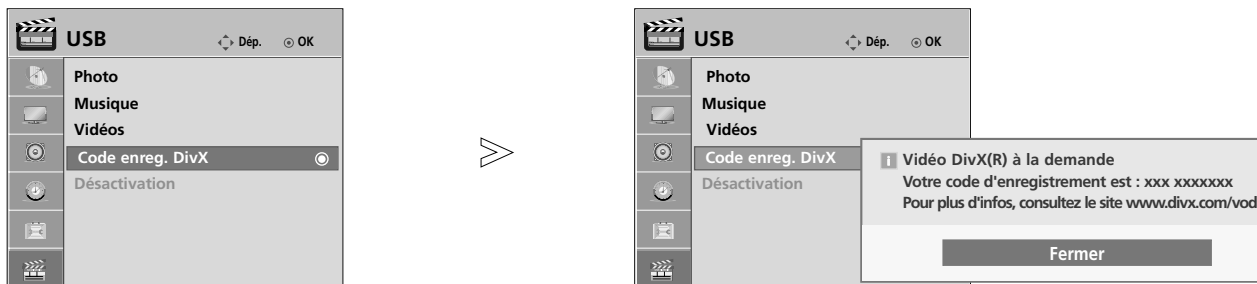 USB Dép. OK
Photo
Musique
Vidéos
Code enreg. DivX
Désactivation
USB Dép. OK
Photo
Musique
Vidéos
Code enreg. DivX
Désactivation
i Vidéo DivX(R) à la demande
Votre code d'enregistrement est : xxx xxxxxxx
Pour plus d'infos, consultez le site www.divx.com/vod
Fermer